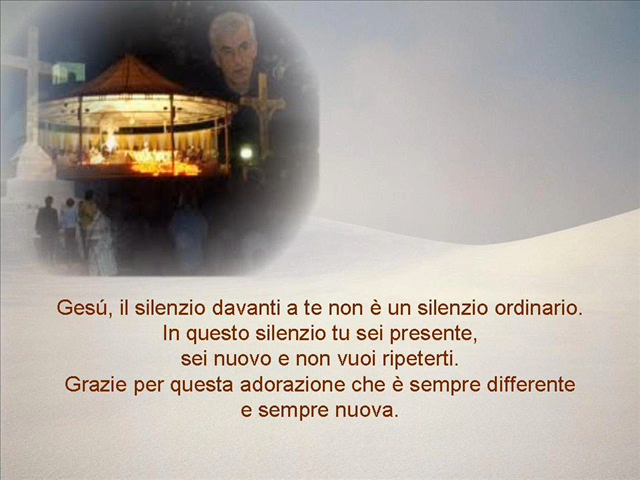 Gesú, il silenzio davanti a te non è un silenzio ordinario.
In questo silenzio tu sei presente,
sei nuovo e non vuoi ripeterti.
Grazie per questa adorazione che è sempre differente
e sempre nuova.